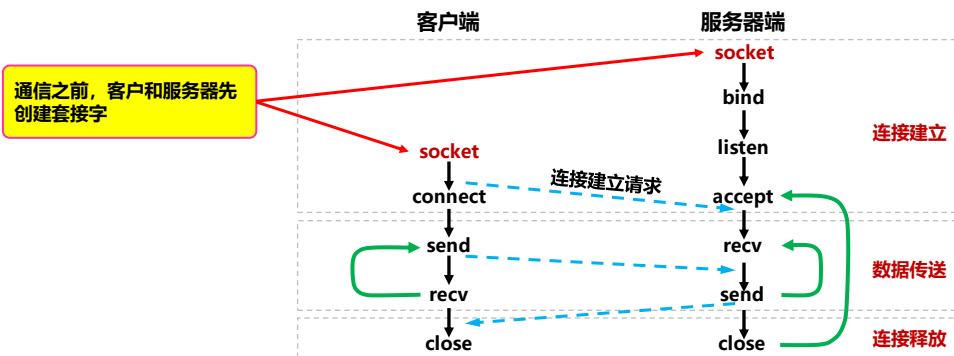 客户端
服务器端
socket
通信之前，客户和服务器先
创建套接字
bind
连接建立
listen
socket
连接建立请求
connect
accept
send
recv
数据传送
recv
send
close
close
连接释放